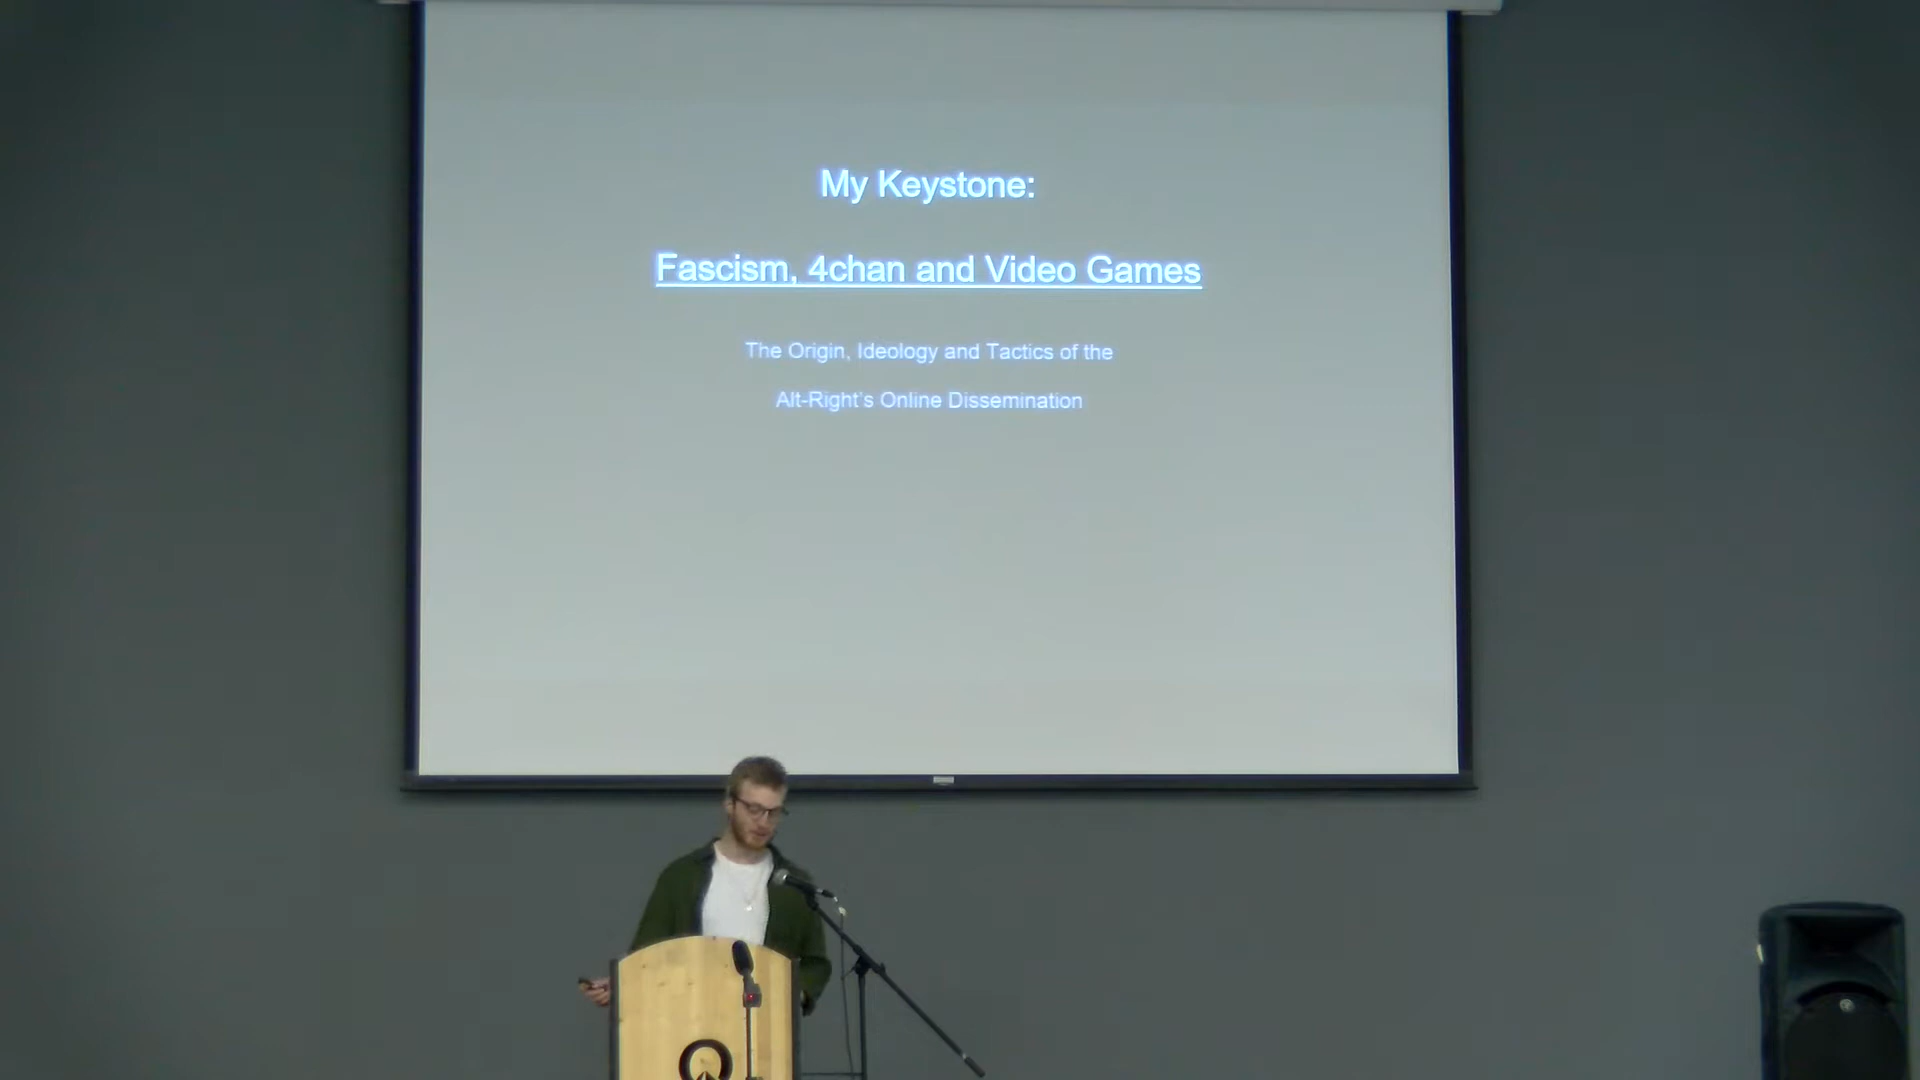 My Keystone:
Fascism, 4chan and Video Games
The Origin, Ideology and Tactics of the
Alt-Right's Online Dissemination